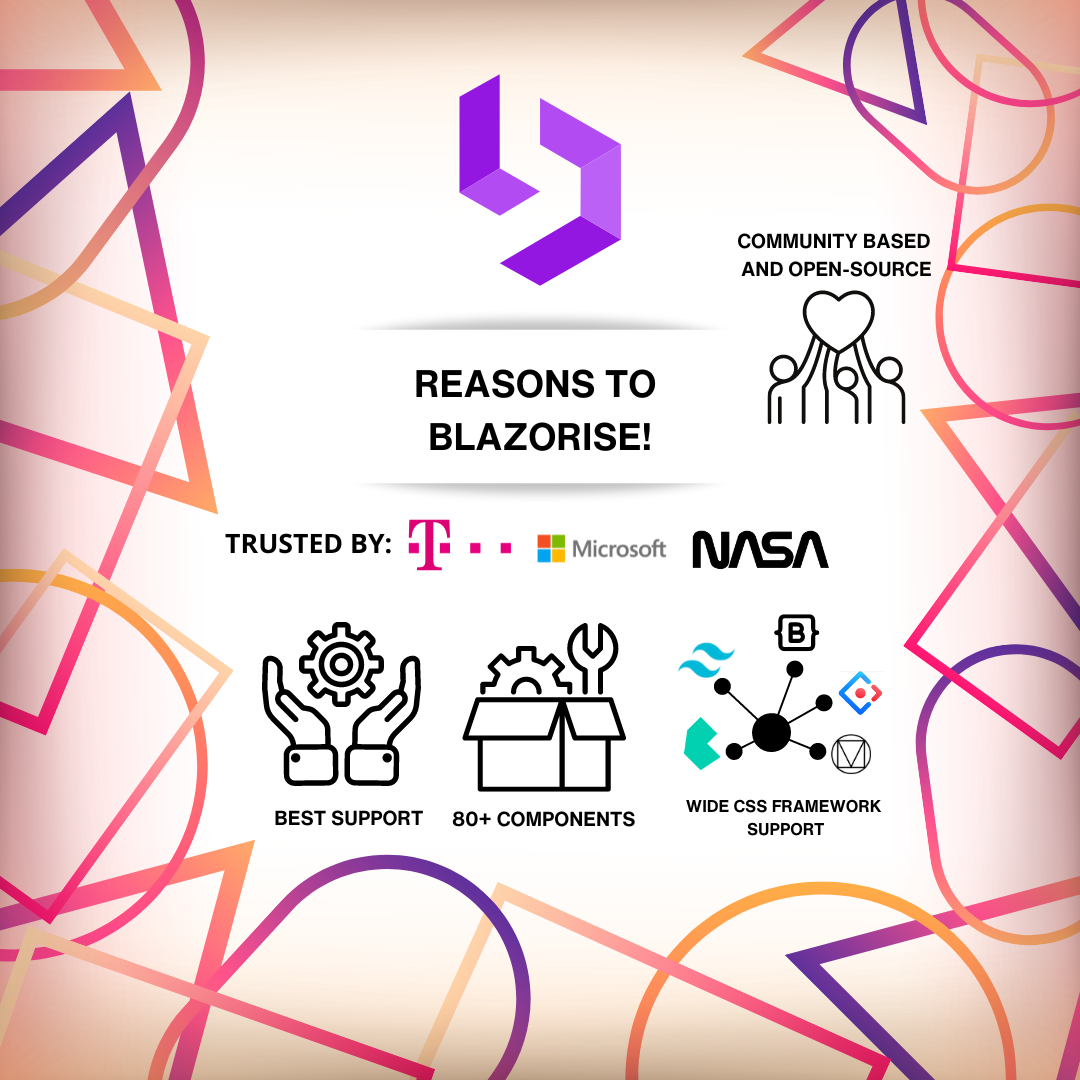 COMMUNITY BASED
AND OPEN-SOURCE
REASONS TO
BLAZORISE!
TRUSTED BY: T Microsoft NASA
B
BEST SUPPORT
80+ COMPONENTS
WIDE CSS FRAMEWORK
SUPPORT